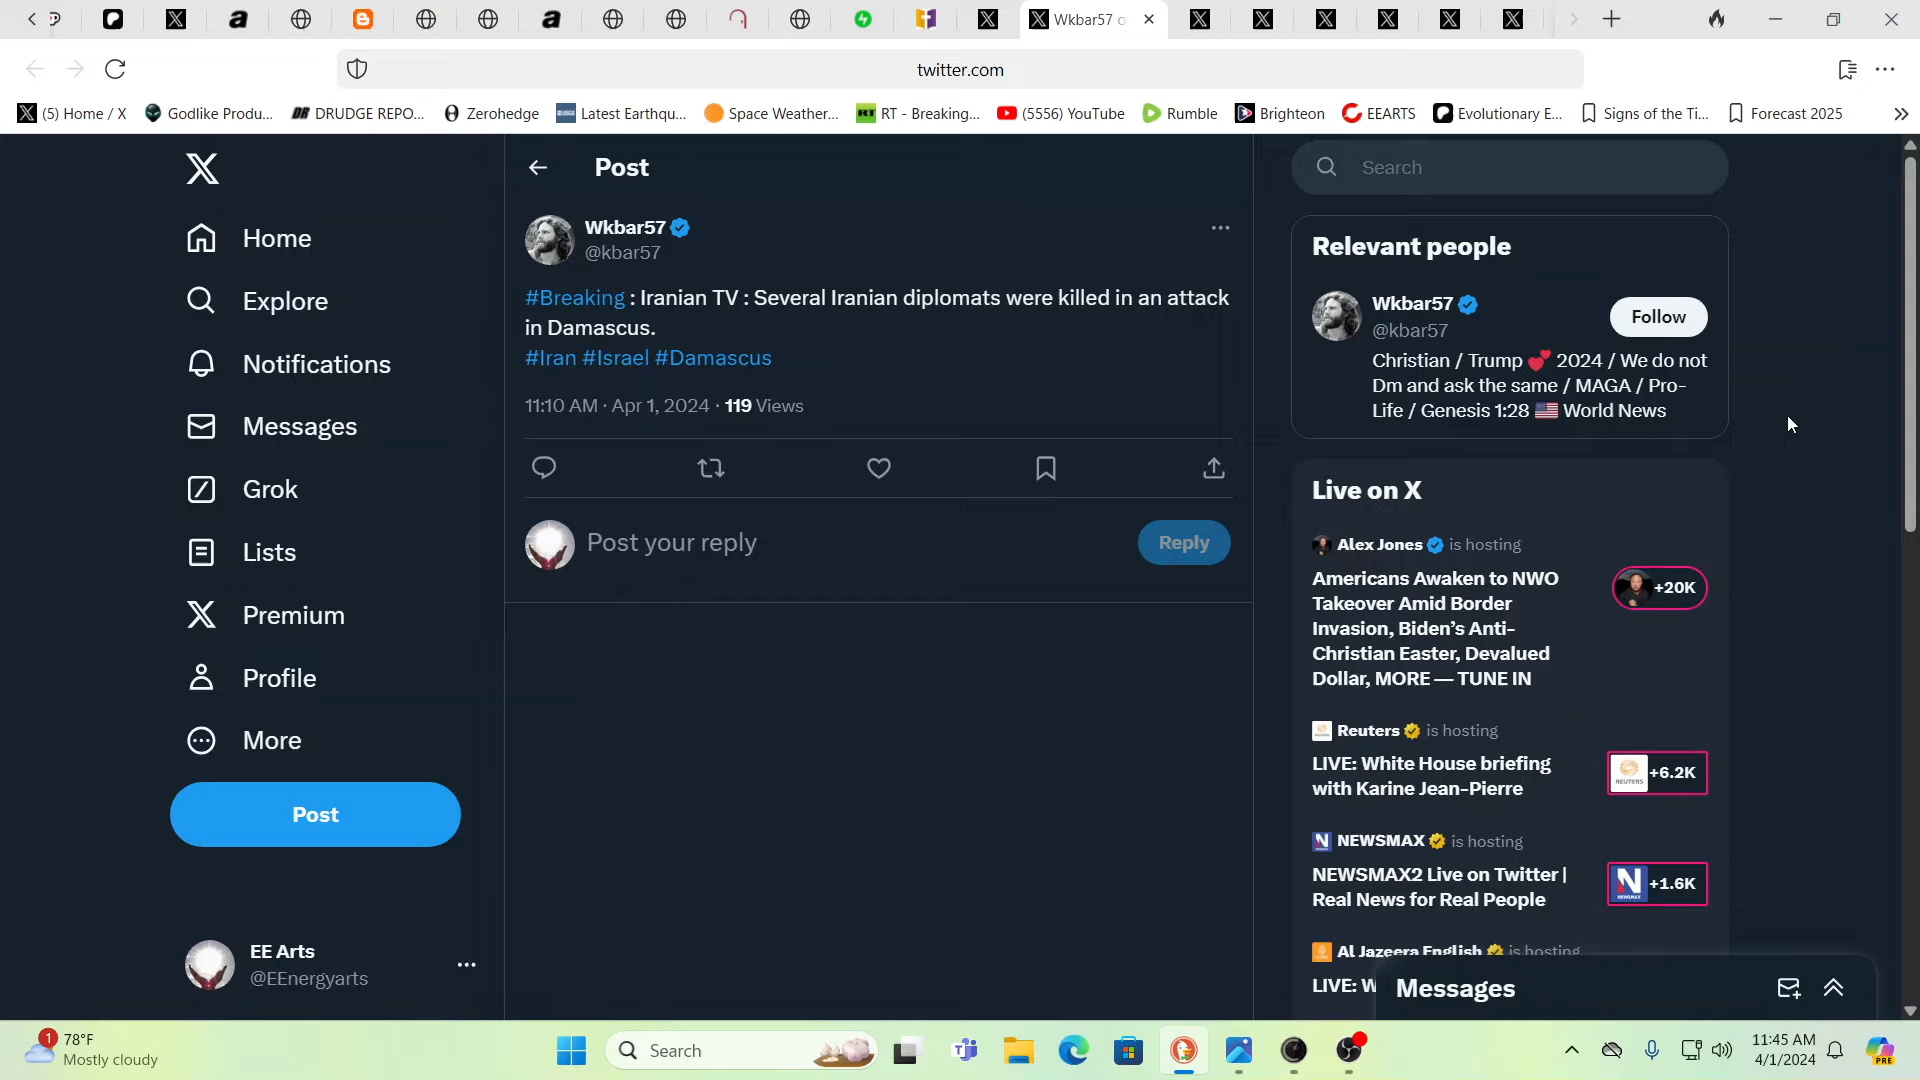 Wkbar57 o
twitter.com
(5) Home / X
Godlike Produ...
DRUDGE REPO...
Zerohedge
Latest Earthqu...
Space Weather...
RT - Breaking...
(5556) YouTube
Rumble
Brighteon
EEARTS
Evolutionary E...
Signs of the Ti...
Forecast 2025
Home
Explore
Notifications
Messages
Grok
Lists
Premium
Profile
More
Post
EE Arts
@EEnergyarts
Post
Wkbar57
@kbar57
#Breaking : Iranian TV : Several Iranian diplomats were killed in an attack
in Damascus.
#Iran #Israel #Damascus
11:10 AM · Apr 1, 2024 · 119 Views
Post your reply
Reply
Search
Relevant people
Wkbar57
@kbar57
Follow
Christian / Trump 💕 2024 / We do not
Dm and ask the same / MAGA / Pro-
Life / Genesis 1:28 🇺🇸 World News
Live on X
Alex Jones is hosting
Americans Awaken to NWO
Takeover Amid Border
Invasion, Biden’s Anti-
Christian Easter, Devalued
Dollar, MORE — TUNE IN
+20K
Reuters is hosting
LIVE: White House briefing
with Karine Jean-Pierre
REUTERS
+6.2K
NEWSMAX is hosting
NEWSMAX2 Live on Twitter |
Real News for Real People
N
NEWSMAX
+1.6K
Al Jazeera English is hosting
LIVE: W
Messages
1
78°F
Mostly cloudy
Search
11:45 AM
4/1/2024
PRE